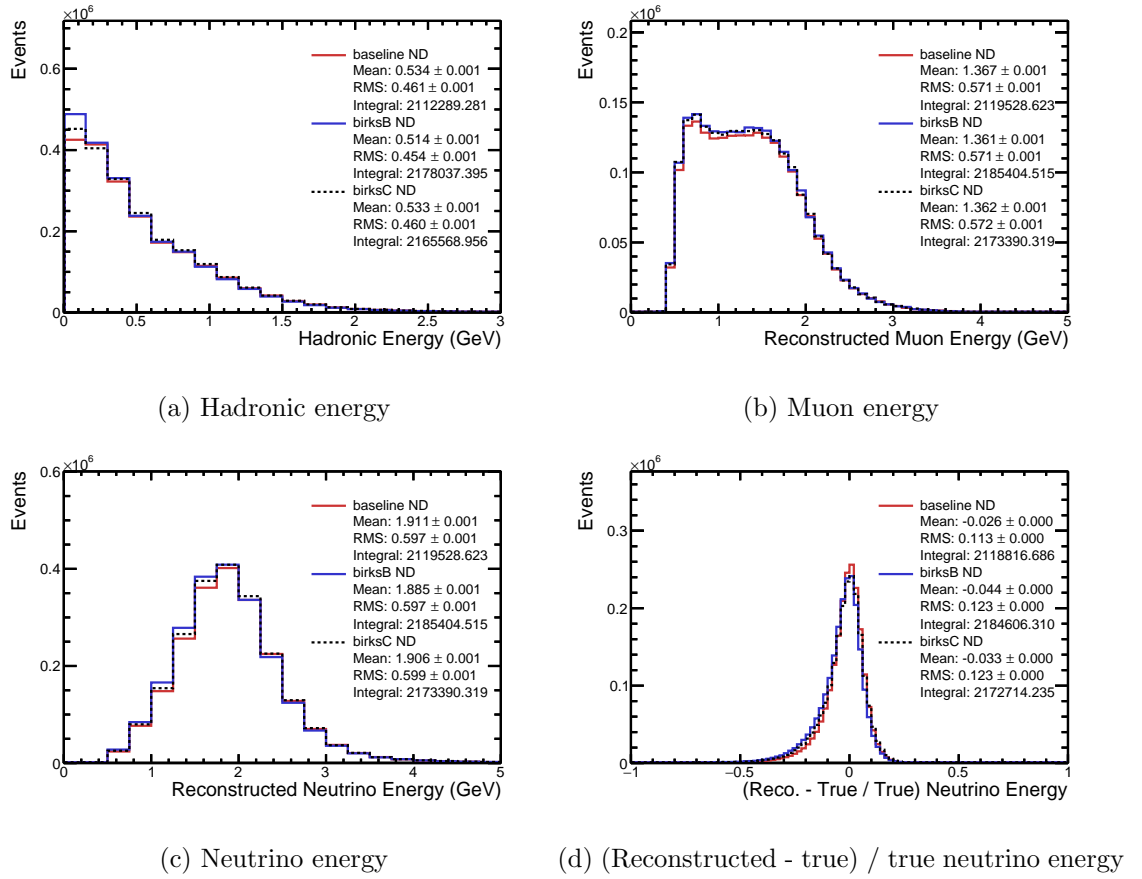 ×10⁶
Events
0.6
0.4
0.2
0
0 0.5 1 1.5 2 2.5 3
Hadronic Energy (GeV)
baseline ND
Mean: 0.534 ± 0.001
RMS: 0.461 ± 0.001
Integral: 2112289.281
birksB ND
Mean: 0.514 ± 0.001
RMS: 0.454 ± 0.001
Integral: 2178037.395
birksC ND
Mean: 0.533 ± 0.001
RMS: 0.460 ± 0.001
Integral: 2165568.956
(a) Hadronic energy
×10⁶
Events
0.2
0.15
0.1
0.05
0
0 1 2 3 4 5
Reconstructed Muon Energy (GeV)
baseline ND
Mean: 1.367 ± 0.001
RMS: 0.571 ± 0.001
Integral: 2119528.623
birksB ND
Mean: 1.361 ± 0.001
RMS: 0.571 ± 0.001
Integral: 2185404.515
birksC ND
Mean: 1.362 ± 0.001
RMS: 0.572 ± 0.001
Integral: 2173390.319
(b) Muon energy
×10⁶
Events
0.6
0.4
0.2
0
0 1 2 3 4 5
Reconstructed Neutrino Energy (GeV)
baseline ND
Mean: 1.911 ± 0.001
RMS: 0.597 ± 0.001
Integral: 2119528.623
birksB ND
Mean: 1.885 ± 0.001
RMS: 0.597 ± 0.001
Integral: 2185404.515
birksC ND
Mean: 1.906 ± 0.001
RMS: 0.599 ± 0.001
Integral: 2173390.319
(c) Neutrino energy
×10⁶
Events
0.3
0.2
0.1
0
−1 −0.5 0 0.5 1
(Reco. - True / True) Neutrino Energy
baseline ND
Mean: -0.026 ± 0.000
RMS: 0.113 ± 0.000
Integral: 2118816.686
birksB ND
Mean: -0.044 ± 0.000
RMS: 0.123 ± 0.000
Integral: 2184606.310
birksC ND
Mean: -0.033 ± 0.000
RMS: 0.123 ± 0.000
Integral: 2172714.235
(d) (Reconstructed - true) / true neutrino energy